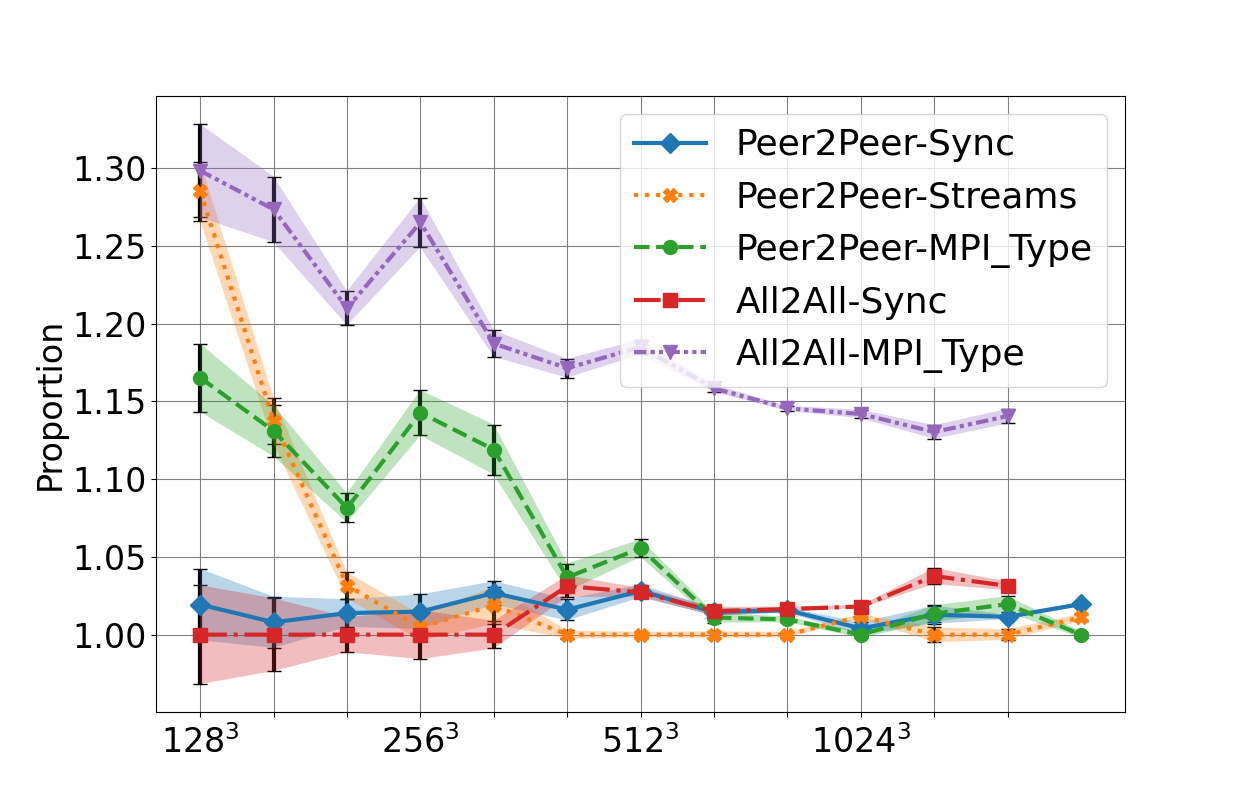 Peer2Peer-Sync
Peer2Peer-Streams
Peer2Peer-MPI_Type
All2All-Sync
All2All-MPI_Type
Proportion
1.30
1.25
1.20
1.15
1.10
1.05
1.00
128³
256³
512³
1024³